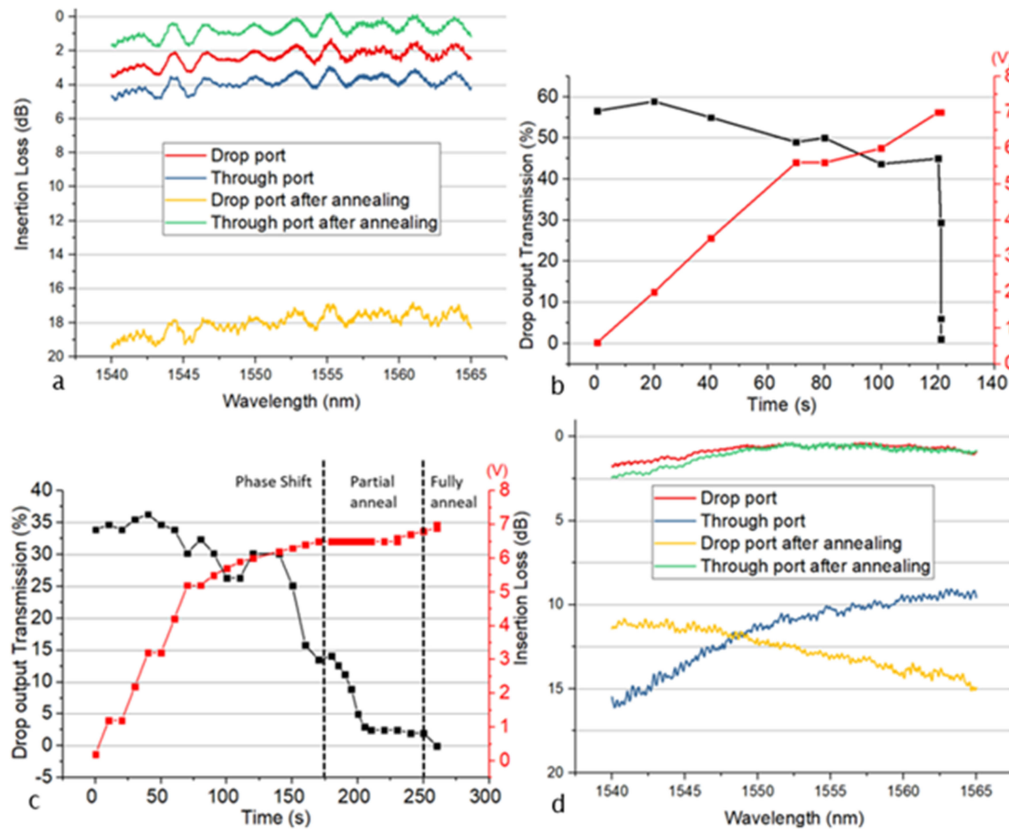 0
2
4
6
8
10
12
14
16
18
20
Insertion Loss (dB)
Drop port
Through port
Drop port after annealing
Through port after annealing
1540
1545
1550
1555
1560
1565
Wavelength (nm)
a
(V)
60
50
40
30
20
10
0
Drop ouput Transmission (%)
8
7
6
5
4
3
2
1
0
0
20
40
60
80
100
120
140
Time (s)
b
(V)
Phase Shift
Partial
anneal
Fully
anneal
40
35
30
25
20
15
10
5
0
-5
Drop output Transmission (%)
8
7
6
5
4
3
2
1
0
0
50
100
150
200
250
300
Time (s)
c
0
5
10
15
20
Insertion Loss (dB)
Drop port
Through port
Drop port after annealing
Through port after annealing
1540
1545
1550
1555
1560
1565
Wavelength (nm)
d